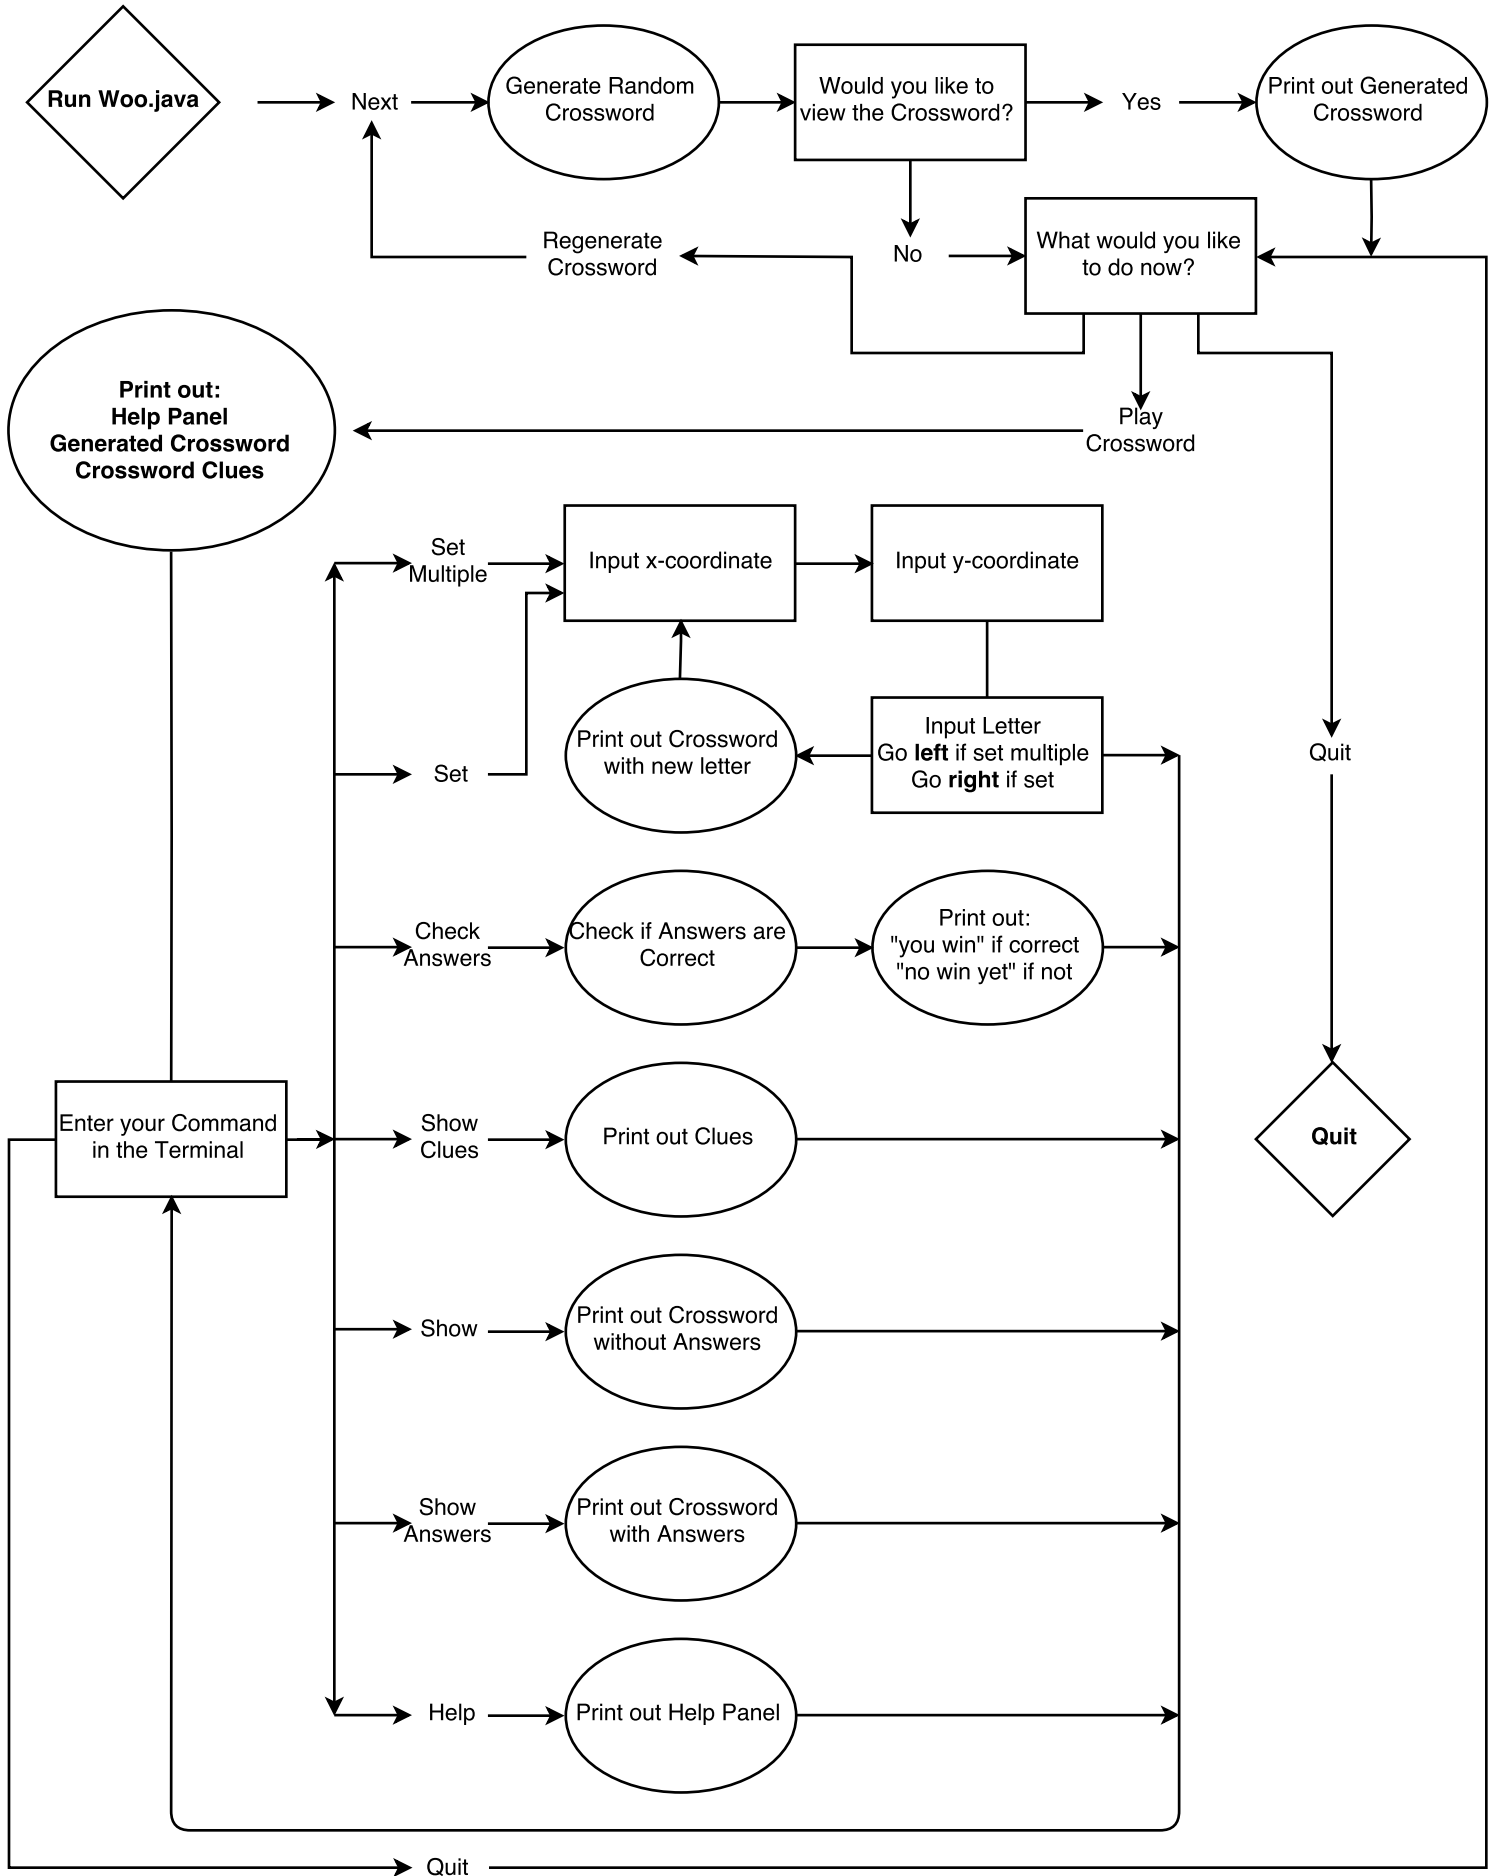 Run Woo.java
Next
Generate Random
Crossword
Would you like to
view the Crossword?
Yes
Print out Generated
Crossword
Regenerate
Crossword
No
What would you like
to do now?
Print out:
Help Panel
Generated Crossword
Crossword Clues
Play
Crossword
Set
Multiple
Input x-coordinate
Input y-coordinate
Set
Print out Crossword
with new letter
Input Letter
Go left if set multiple
Go right if set
Quit
Check
Answers
Check if Answers are
Correct
Print out:
"you win" if correct
"no win yet" if not
Enter your Command
in the Terminal
Show
Clues
Print out Clues
Quit
Show
Print out Crossword
without Answers
Show
Answers
Print out Crossword
with Answers
Help
Print out Help Panel
Quit